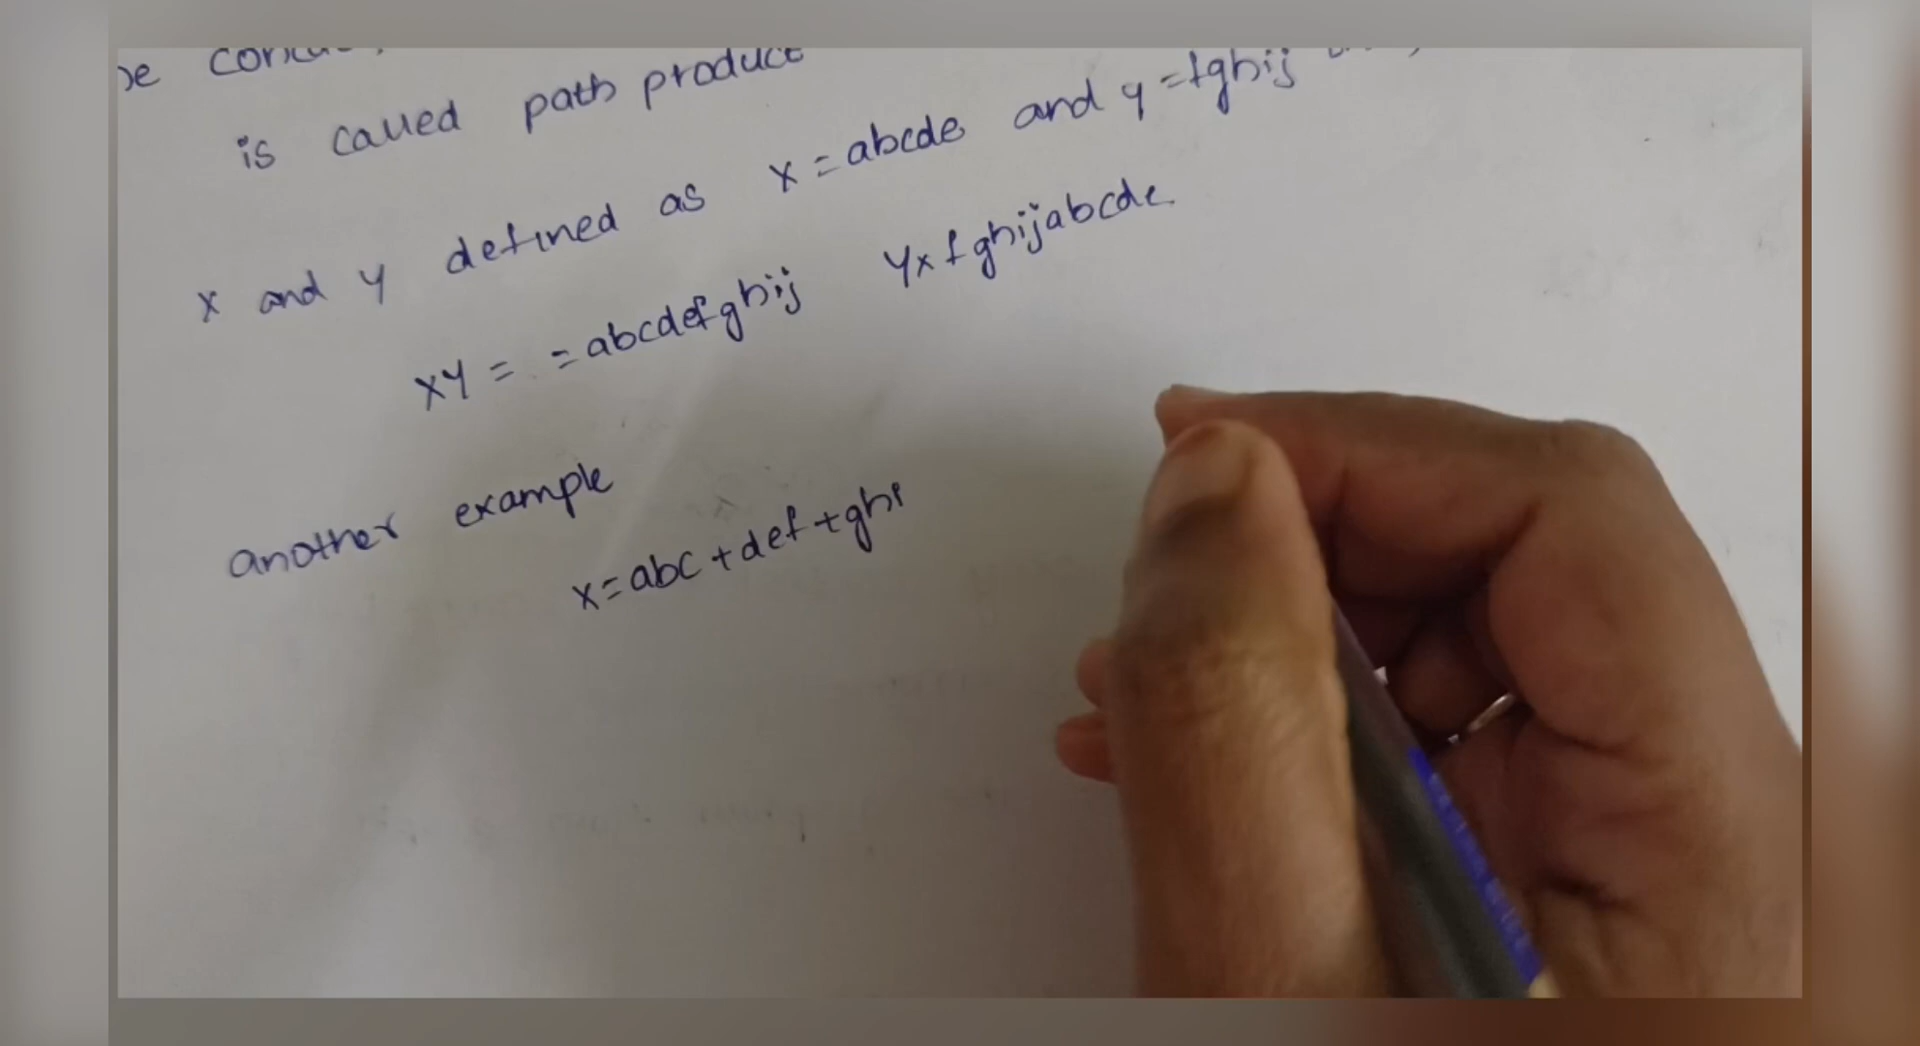 is called path product
x and y defined as x = abcde and y = fghij
xy = = abcdefghij yx fghijabcde
another example
x = abc + def + ghi